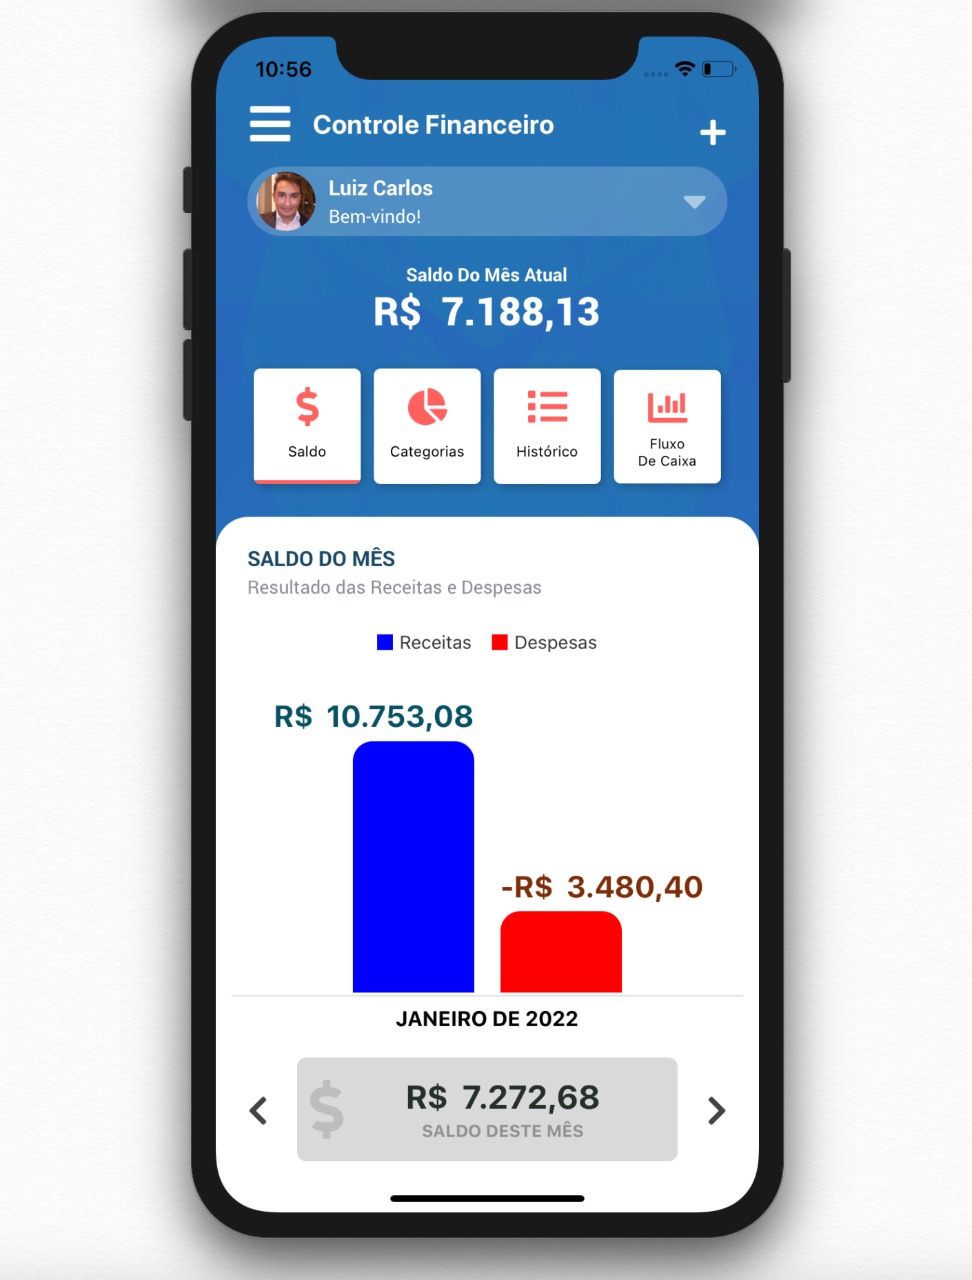 10:56
Controle Financeiro
Luiz Carlos
Bem-vindo!
Saldo Do Mês Atual
R$ 7.188,13
Saldo
Categorias
Histórico
Fluxo
De Caixa
SALDO DO MÊS
Resultado das Receitas e Despesas
Receitas Despesas
R$ 10.753,08
-R$ 3.480,40
JANEIRO DE 2022
R$ 7.272,68
SALDO DESTE MÊS